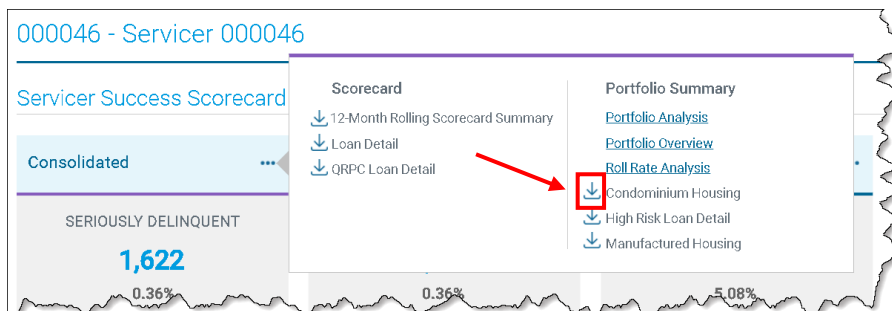 000046 - Servicer 000046
Servicer Success Scorecard
Scorecard
12-Month Rolling Scorecard Summary
Loan Detail
QRPC Loan Detail
Portfolio Summary
Portfolio Analysis
Portfolio Overview
Roll Rate Analysis
Condominium Housing
High Risk Loan Detail
Manufactured Housing
Consolidated
SERIOUSLY DELINQUENT
1,622
0.36%
0.36%
5.08%